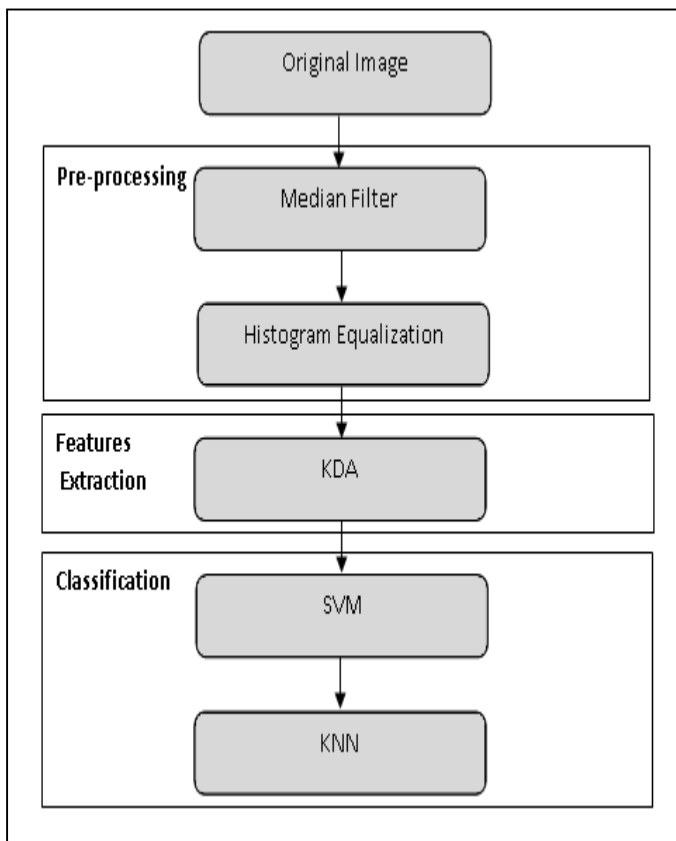 Original Image
Pre-processing
Median Filter
Histogram Equalization
Features
Extraction
KDA
Classification
SVM
KNN